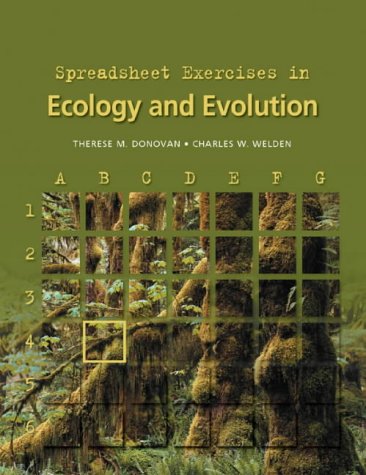 Spreadsheet Exercises in
Ecology and Evolution
THERESE M. DONOVAN • CHARLES W. WELDEN
A B C D E F G
1
2
3
4
5
6